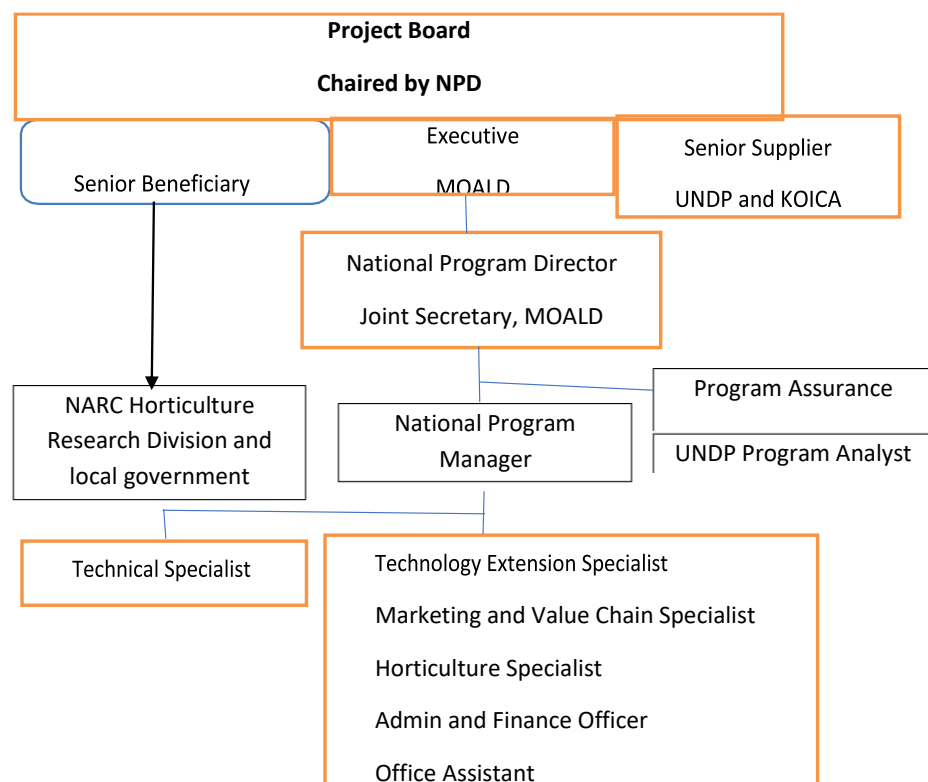 Project Board
Chaired by NPD
Senior Beneficiary
Executive
MOALD
Senior Supplier
UNDP and KOICA
National Program Director
Joint Secretary, MOALD
NARC Horticulture
Research Division and
local government
National Program
Manager
Program Assurance
UNDP Program Analyst
Technical Specialist
Technology Extension Specialist
Marketing and Value Chain Specialist
Horticulture Specialist
Admin and Finance Officer
Office Assistant